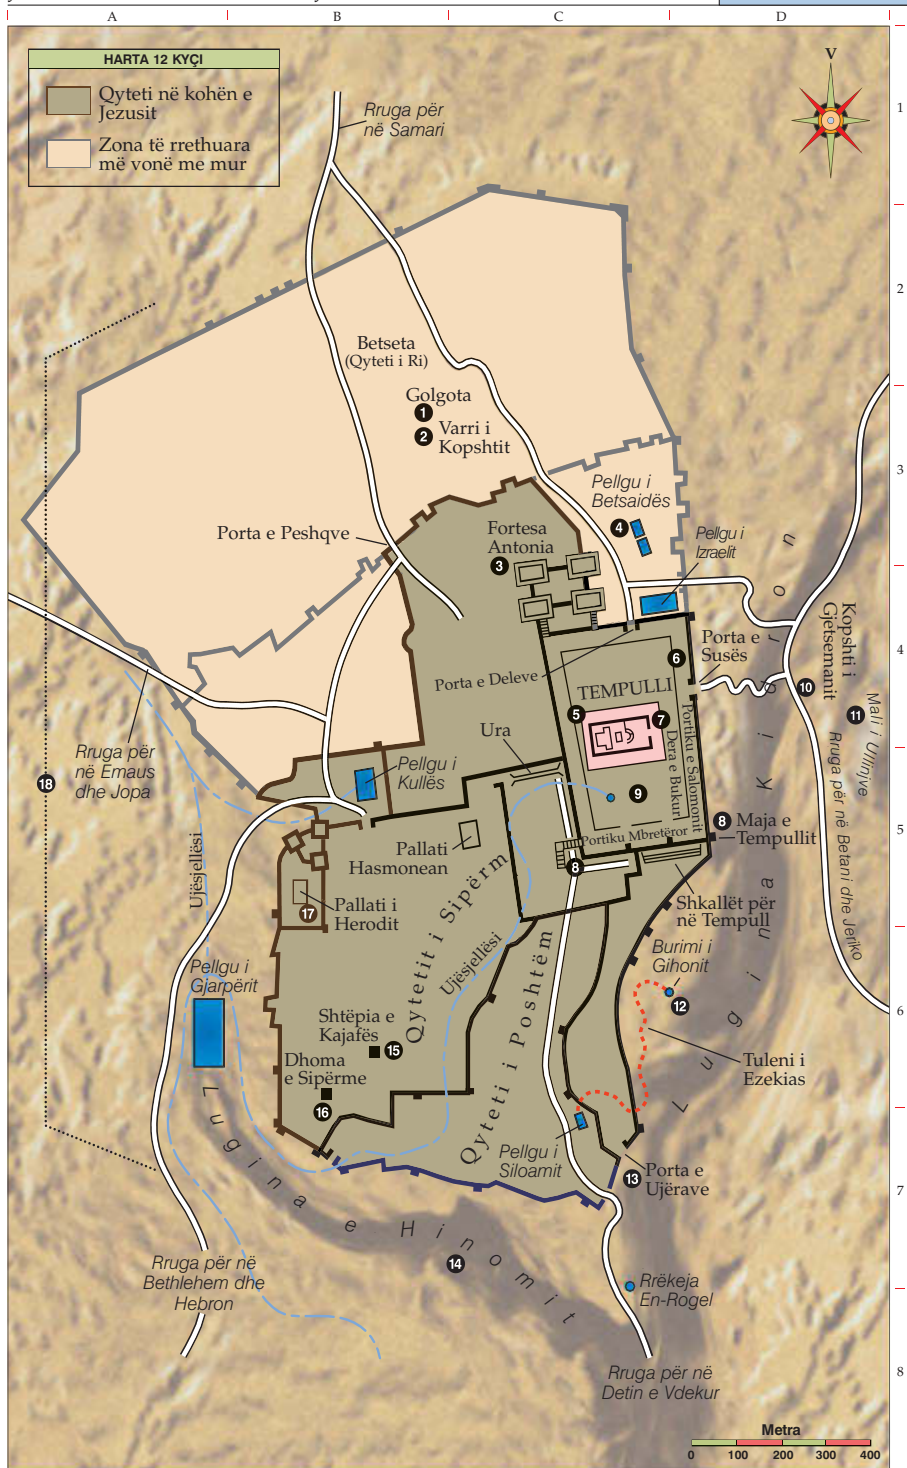 A
B
C
D
HARTA 12 KYÇI
Qyteti në kohën e
Jezusit
Zona të rrethuara
më vonë me mur
V
1
2
3
4
5
6
7
8
Rruga për
në Samari
Betseta
(Qyteti i Ri)
Golgota
1
2
Varri i
Kopshtit
Pellgu i
Betsaidës
4
Porta e Peshqve
Fortesa
Antonia
3
Pellgu i
Izraelit
Porta e
Susës
6
Kopshti i
Gjetsemanit
10
11
Mali i Ullinjve
Porta e Deleve
TEMPULLI
5
7
Ura
Portiku e Salomonit
Dera e Bukur
9
Portiku Mbretëror
8
Maja e
Tempullit
8
Rruga për
në Emaus
dhe Jopa
18
Pellgu i
Kullës
Pallati
Hasmonean
Ujësjellësi
17
Pallati i
Herodit
Qyteti i Sipërm
Ujësjellësi
Qyteti i Poshtëm
Shkallët për
në Tempull
Rruga për në Betani dhe Jeriko
Burimi i
Gihonit
12
Pellgu i
Gjarpërit
Shtëpia e
Kajafës
15
Dhoma
e Sipërme
16
Tuleni i
Ezekias
Lugina Kidron
Pellgu i
Siloamit
Porta e
Ujërave
13
Lugina e Hinomit
14
Rruga për në
Bethlehem dhe
Hebron
Rrëkeja
En-Rogel
Rruga për në
Detin e Vdekur
Metra
0 100 200 300 400